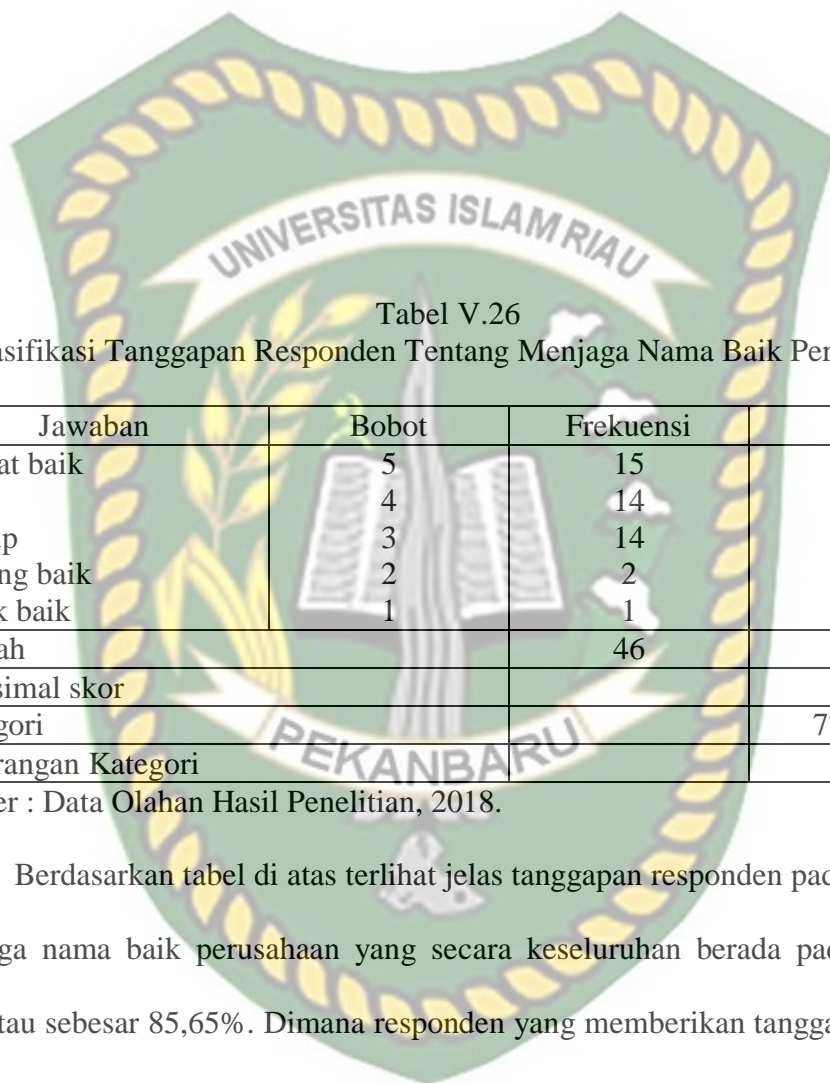 UNIVERSITAS ISLAM RIAU
Tabel V.26
asifikasi Tanggapan Responden Tentang Menjaga Nama Baik Per
Jawaban Bobot Frekuensi
at baik 5 15
4 14
p 3 14
ng baik 2 2
k baik 1 1
ah 46
simal skor
gori 7
rangan Kategori
PEKANBARU
er : Data Olahan Hasil Penelitian, 2018.
Berdasarkan tabel di atas terlihat jelas tanggapan responden pad
ga nama baik perusahaan yang secara keseluruhan berada pad
tau sebesar 85,65%. Dimana responden yang memberikan tangga